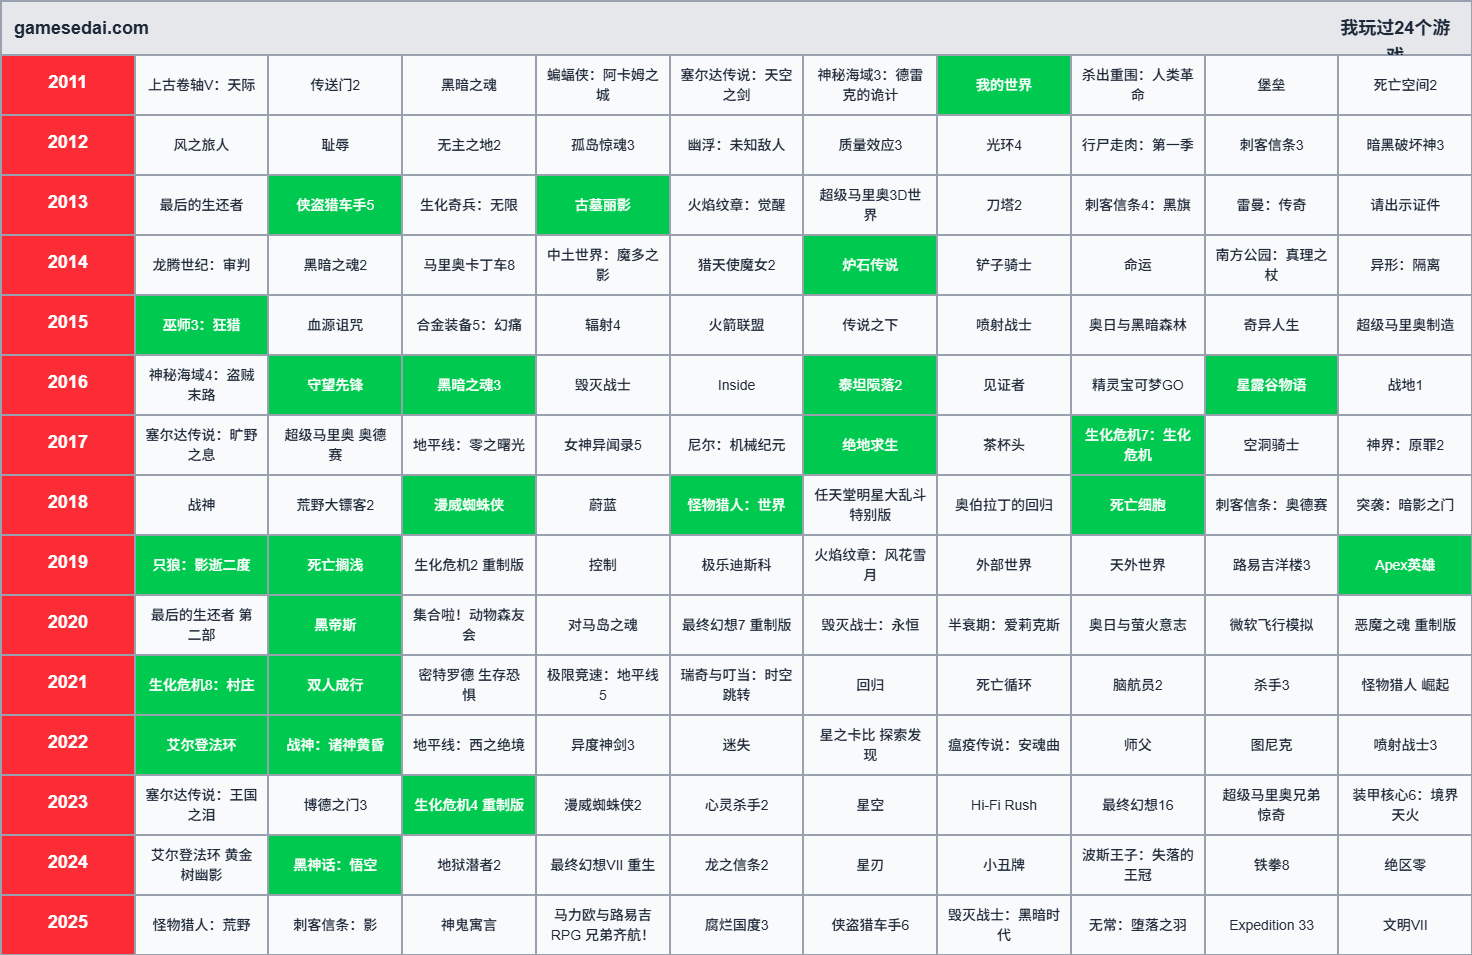 gamesedai.com
我玩过24个游
戏
2011
上古卷轴V：天际
传送门2
黑暗之魂
蝙蝠侠：阿卡姆之
城
塞尔达传说：天空
之剑
神秘海域3：德雷
克的诡计
我的世界
杀出重围：人类革
命
堡垒
死亡空间2
2012
风之旅人
耻辱
无主之地2
孤岛惊魂3
幽浮：未知敌人
质量效应3
光环4
行尸走肉：第一季
刺客信条3
暗黑破坏神3
2013
最后的生还者
侠盗猎车手5
生化奇兵：无限
古墓丽影
火焰纹章：觉醒
超级马里奥3D世
界
刀塔2
刺客信条4：黑旗
雷曼：传奇
请出示证件
2014
龙腾世纪：审判
黑暗之魂2
马里奥卡丁车8
中土世界：魔多之
影
猎天使魔女2
炉石传说
铲子骑士
命运
南方公园：真理之
杖
异形：隔离
2015
巫师3：狂猎
血源诅咒
合金装备5：幻痛
辐射4
火箭联盟
传说之下
喷射战士
奥日与黑暗森林
奇异人生
超级马里奥制造
2016
神秘海域4：盗贼
末路
守望先锋
黑暗之魂3
毁灭战士
Inside
泰坦陨落2
见证者
精灵宝可梦GO
星露谷物语
战地1
2017
塞尔达传说：旷野
之息
超级马里奥 奥德
赛
地平线：零之曙光
女神异闻录5
尼尔：机械纪元
绝地求生
茶杯头
生化危机7：生化
危机
空洞骑士
神界：原罪2
2018
战神
荒野大镖客2
漫威蜘蛛侠
蔚蓝
怪物猎人：世界
任天堂明星大乱斗
特别版
奥伯拉丁的回归
死亡细胞
刺客信条：奥德赛
突袭：暗影之门
2019
只狼：影逝二度
死亡搁浅
生化危机2 重制版
控制
极乐迪斯科
火焰纹章：风花雪
月
外部世界
天外世界
路易吉洋楼3
Apex英雄
2020
最后的生还者 第
二部
黑帝斯
集合啦！动物森友
会
对马岛之魂
最终幻想7 重制版
毁灭战士：永恒
半衰期：爱莉克斯
奥日与萤火意志
微软飞行模拟
恶魔之魂 重制版
2021
生化危机8：村庄
双人成行
密特罗德 生存恐
惧
极限竞速：地平线
5
瑞奇与叮当：时空
跳转
回归
死亡循环
脑航员2
杀手3
怪物猎人 崛起
2022
艾尔登法环
战神：诸神黄昏
地平线：西之绝境
异度神剑3
迷失
星之卡比 探索发
现
瘟疫传说：安魂曲
师父
图尼克
喷射战士3
2023
塞尔达传说：王国
之泪
博德之门3
生化危机4 重制版
漫威蜘蛛侠2
心灵杀手2
星空
Hi-Fi Rush
最终幻想16
超级马里奥兄弟
惊奇
装甲核心6：境界
天火
2024
艾尔登法环 黄金
树幽影
黑神话：悟空
地狱潜者2
最终幻想VII 重生
龙之信条2
星刃
小丑牌
波斯王子：失落的
王冠
铁拳8
绝区零
2025
怪物猎人：荒野
刺客信条：影
神鬼寓言
马力欧与路易吉
RPG 兄弟齐航！
腐烂国度3
侠盗猎车手6
毁灭战士：黑暗时
代
无常：堕落之羽
Expedition 33
文明VII